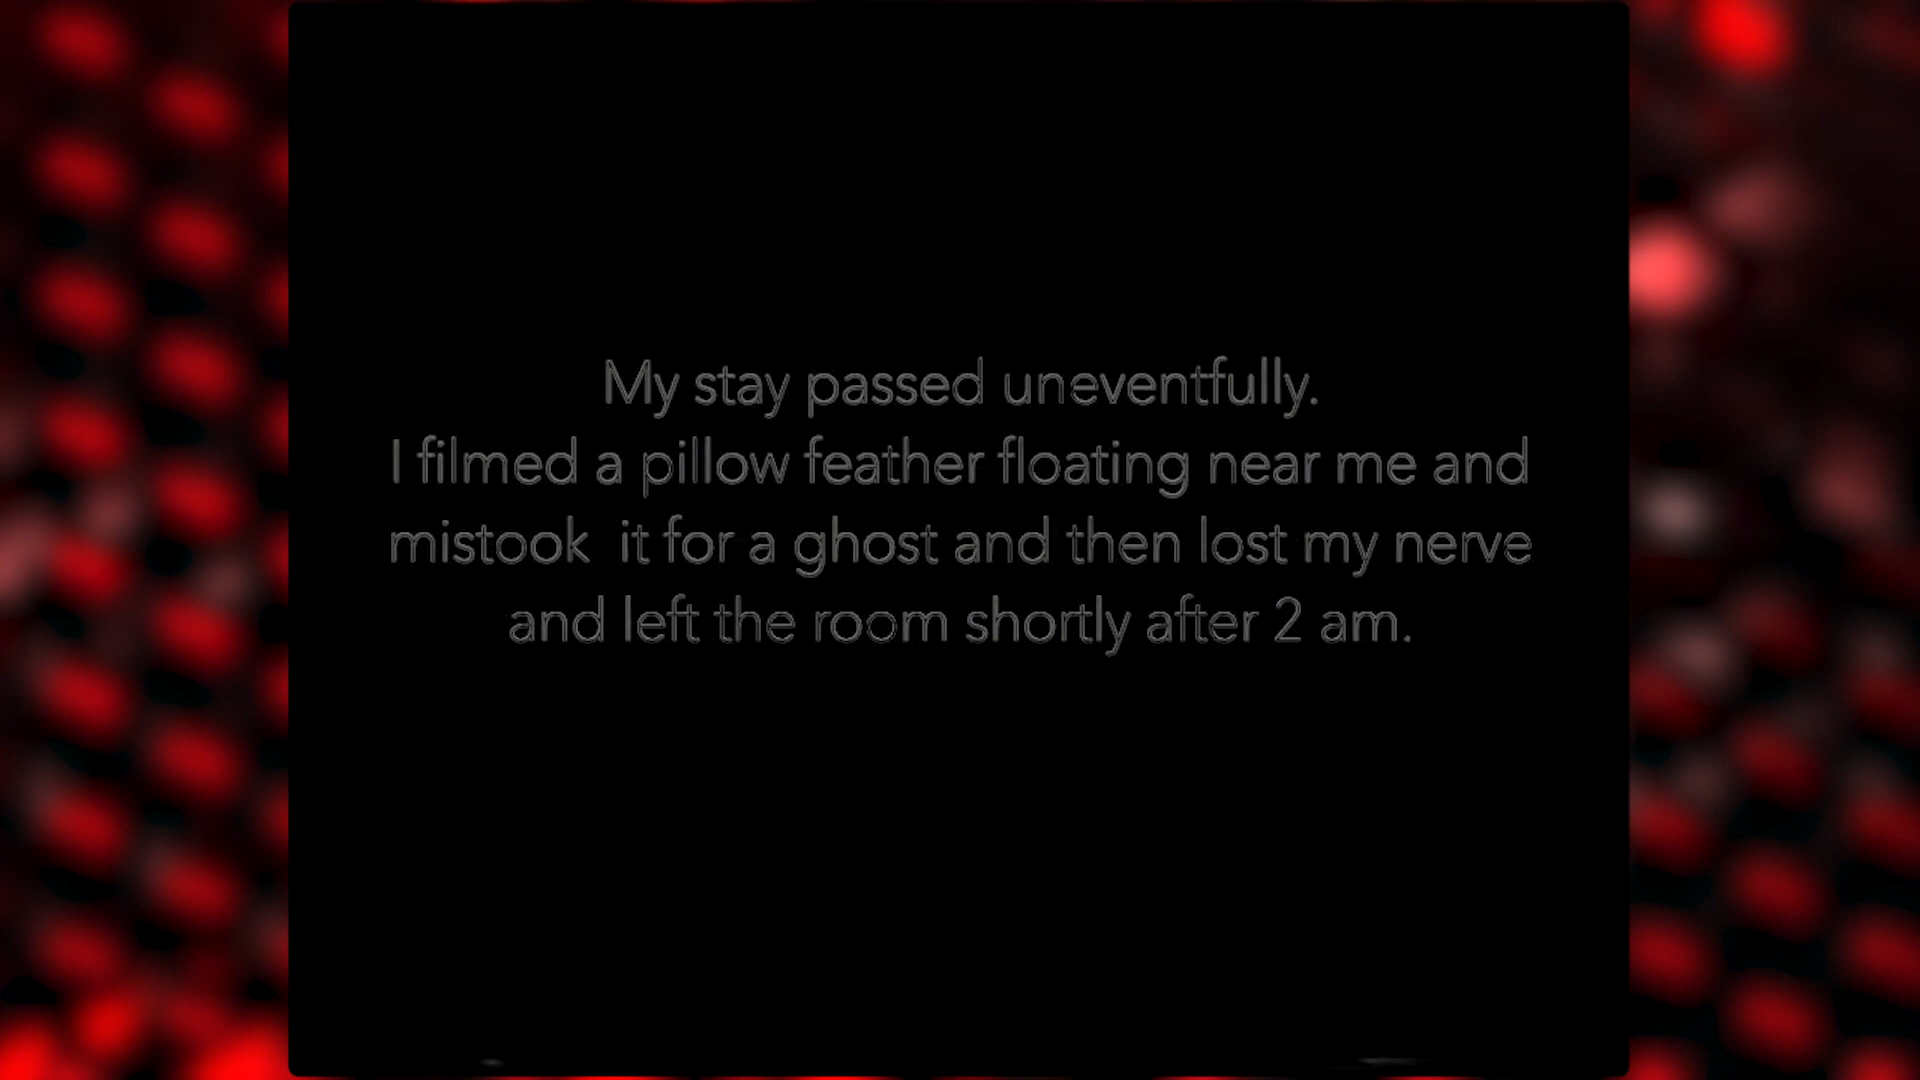 My stay passed uneventfully.
I filmed a pillow feather floating near me and
mistook  it for a ghost and then lost my nerve
and left the room shortly after 2 am.